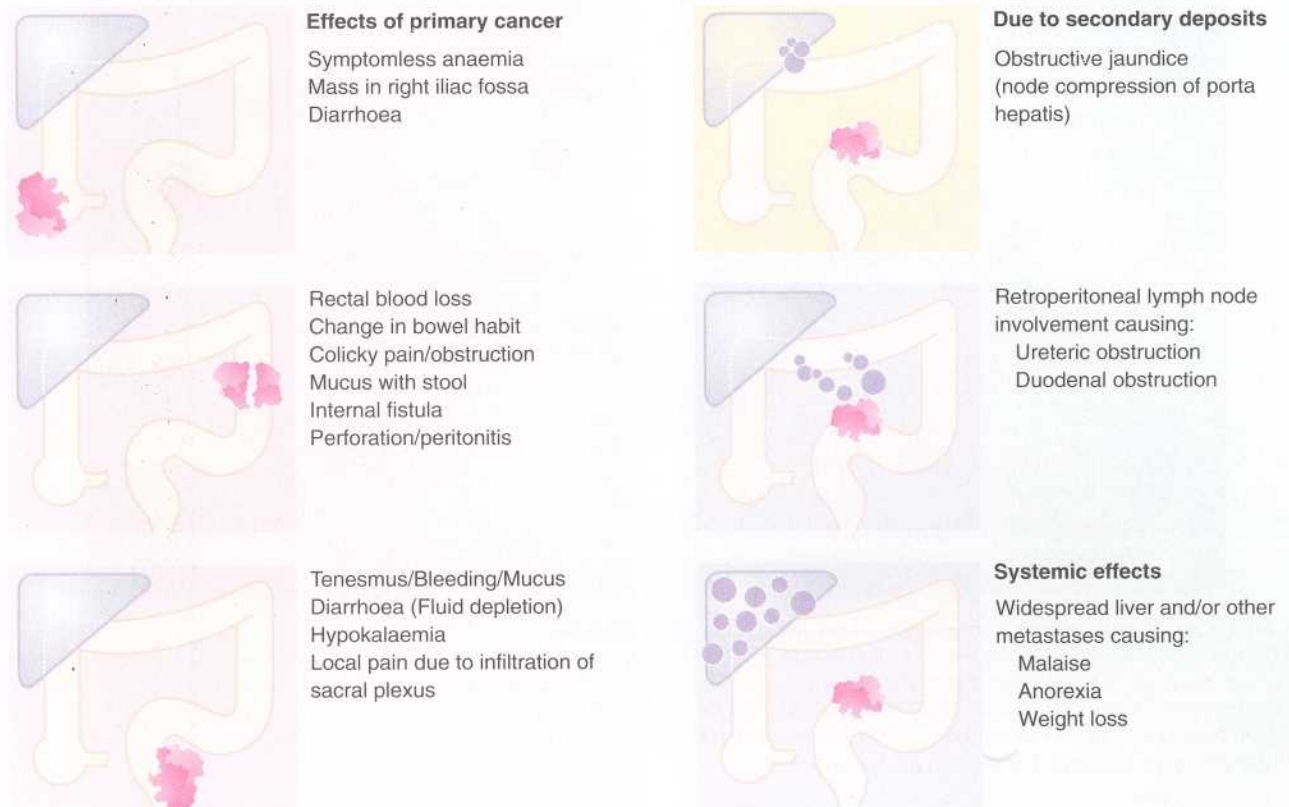 Effects of primary cancer
Symptomless anaemia
Mass in right iliac fossa
Diarrhoea
Rectal blood loss
Change in bowel habit
Colicky pain/obstruction
Mucus with stool
Internal fistula
Perforation/peritonitis
Tenesmus/Bleeding/Mucus
Diarrhoea (Fluid depletion)
Hypokalaemia
Local pain due to infiltration of
sacral plexus
Due to secondary deposits
Obstructive jaundice
(node compression of porta
hepatis)
Retroperitoneal lymph node
involvement causing:
Ureteric obstruction
Duodenal obstruction
Systemic effects
Widespread liver and/or other
metastases causing:
Malaise
Anorexia
Weight loss